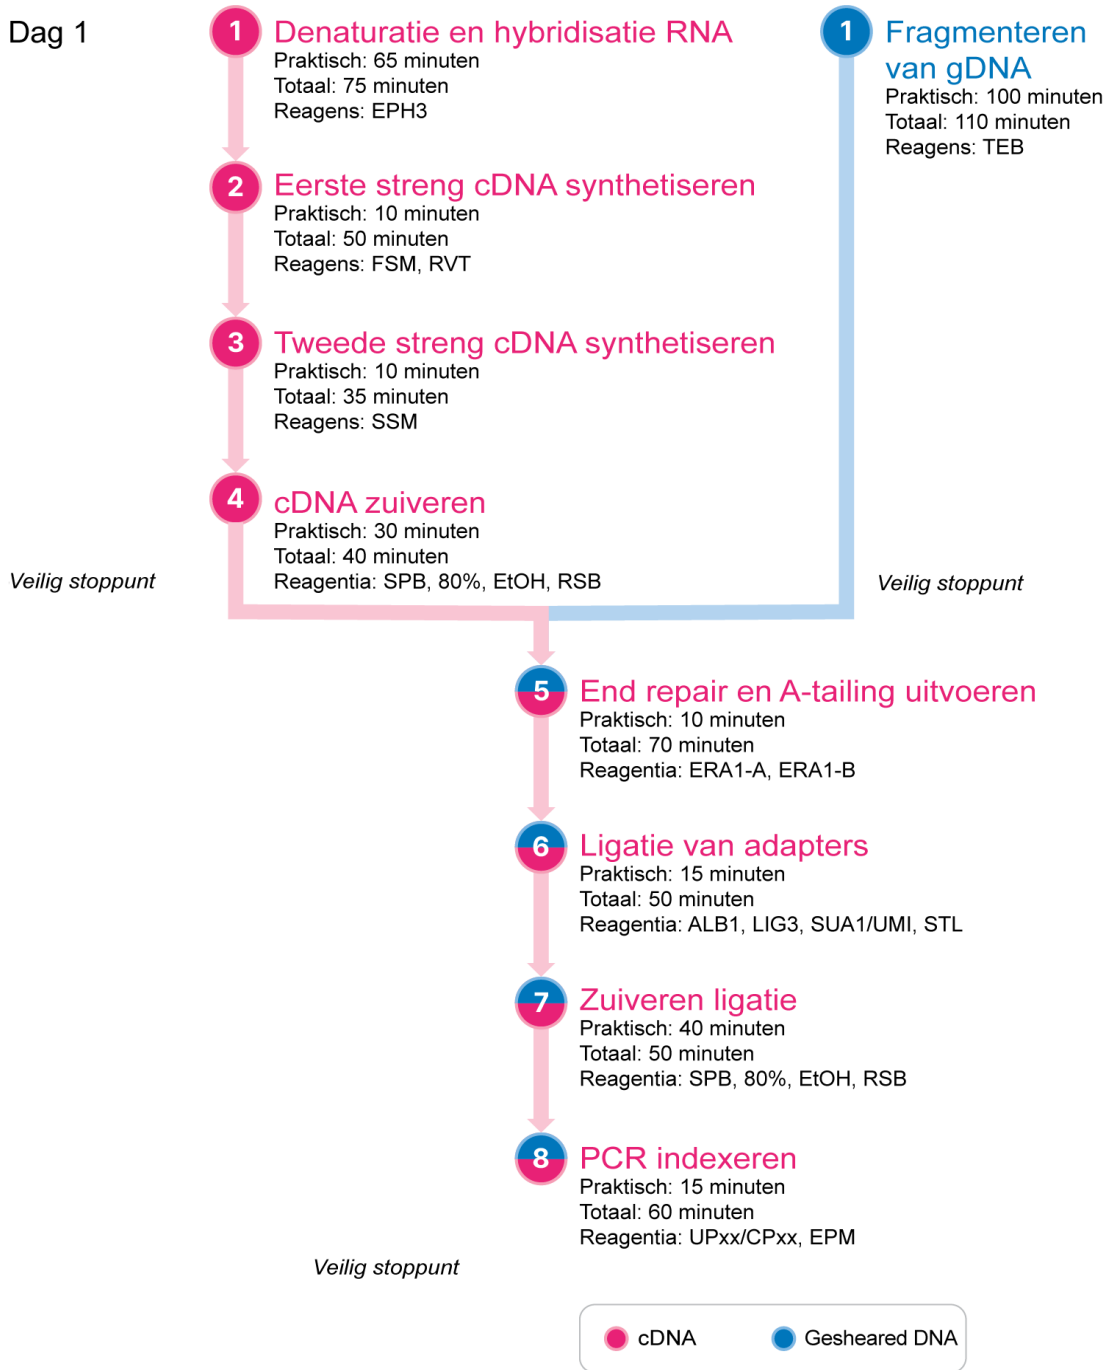 Dag 1
1
Denaturatie en hybridisatie RNA
Praktisch: 65 minuten
Totaal: 75 minuten
Reagens: EPH3
1
Fragmenteren
van gDNA
Praktisch: 100 minuten
Totaal: 110 minuten
Reagens: TEB
2
Eerste streng cDNA synthetiseren
Praktisch: 10 minuten
Totaal: 50 minuten
Reagens: FSM, RVT
3
Tweede streng cDNA synthetiseren
Praktisch: 10 minuten
Totaal: 35 minuten
Reagens: SSM
4
cDNA zuiveren
Praktisch: 30 minuten
Totaal: 40 minuten
Reagentia: SPB, 80%, EtOH, RSB
Veilig stoppunt
Veilig stoppunt
5
End repair en A-tailing uitvoeren
Praktisch: 10 minuten
Totaal: 70 minuten
Reagentia: ERA1-A, ERA1-B
6
Ligatie van adapters
Praktisch: 15 minuten
Totaal: 50 minuten
Reagentia: ALB1, LIG3, SUA1/UMI, STL
7
Zuiveren ligatie
Praktisch: 40 minuten
Totaal: 50 minuten
Reagentia: SPB, 80%, EtOH, RSB
8
PCR indexeren
Praktisch: 15 minuten
Totaal: 60 minuten
Reagentia: UPxx/CPxx, EPM
Veilig stoppunt
cDNA
Gesheared DNA